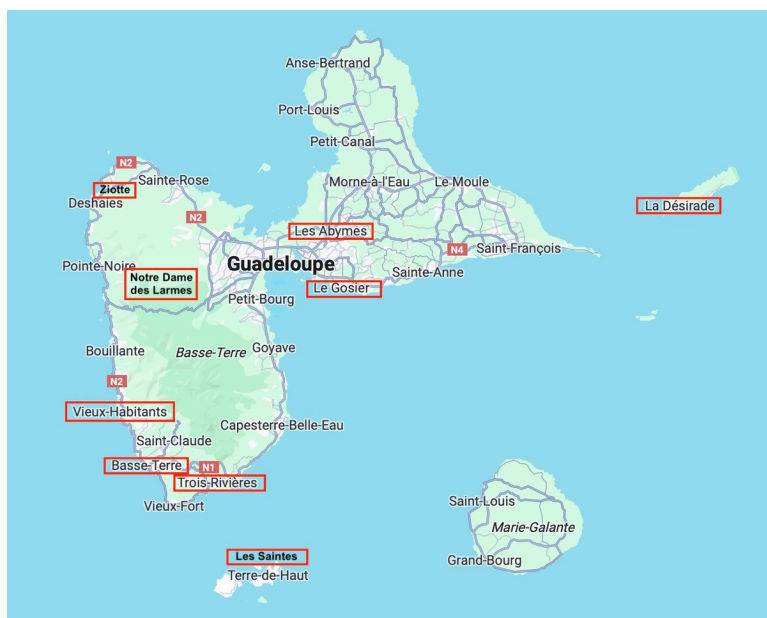 Anse-Bertrand
Port-Louis
Petit-Canal
N2
Ziotte
Sainte-Rose
Morne-à-l'Eau
Le Moule
Deshaies
La Désirade
N2
Les Abymes
N4
Saint-François
Pointe-Noire
Notre Dame
des Larmes
Guadeloupe
Sainte-Anne
Le Gosier
Petit-Bourg
Bouillante
Basse-Terre
Goyave
N2
Vieux-Habitants
Capesterre-Belle-Eau
Saint-Claude
Basse-Terre
N1
Trois-Rivières
Vieux-Fort
Saint-Louis
Marie-Galante
Les Saintes
Terre-de-Haut
Grand-Bourg